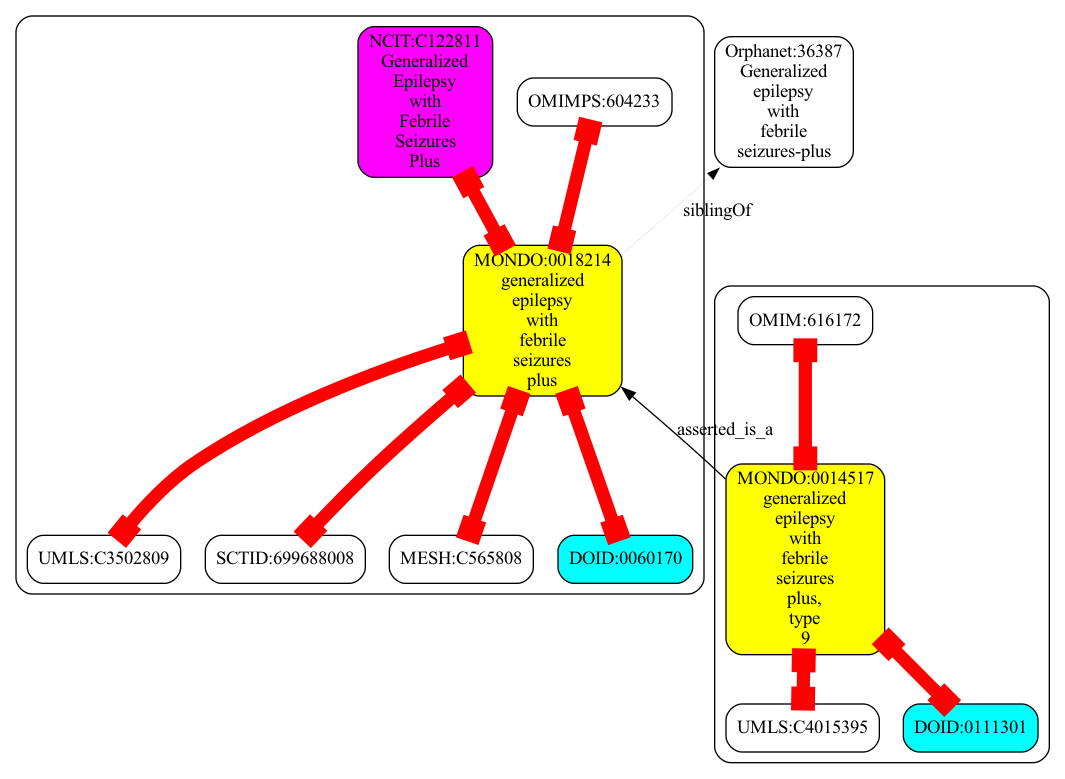 NCIT:C122811
Generalized
Epilepsy
with
Febrile
Seizures
Plus
OMIMPS:604233
Orphanet:36387
Generalized
epilepsy
with
febrile
seizures-plus
siblingOf
MONDO:0018214
generalized
epilepsy
with
febrile
seizures
plus
OMIM:616172
asserted_is_a
MONDO:0014517
generalized
epilepsy
with
febrile
seizures
plus,
type
9
UMLS:C3502809
SCTID:699688008
MESH:C565808
DOID:0060170
UMLS:C4015395
DOID:0111301